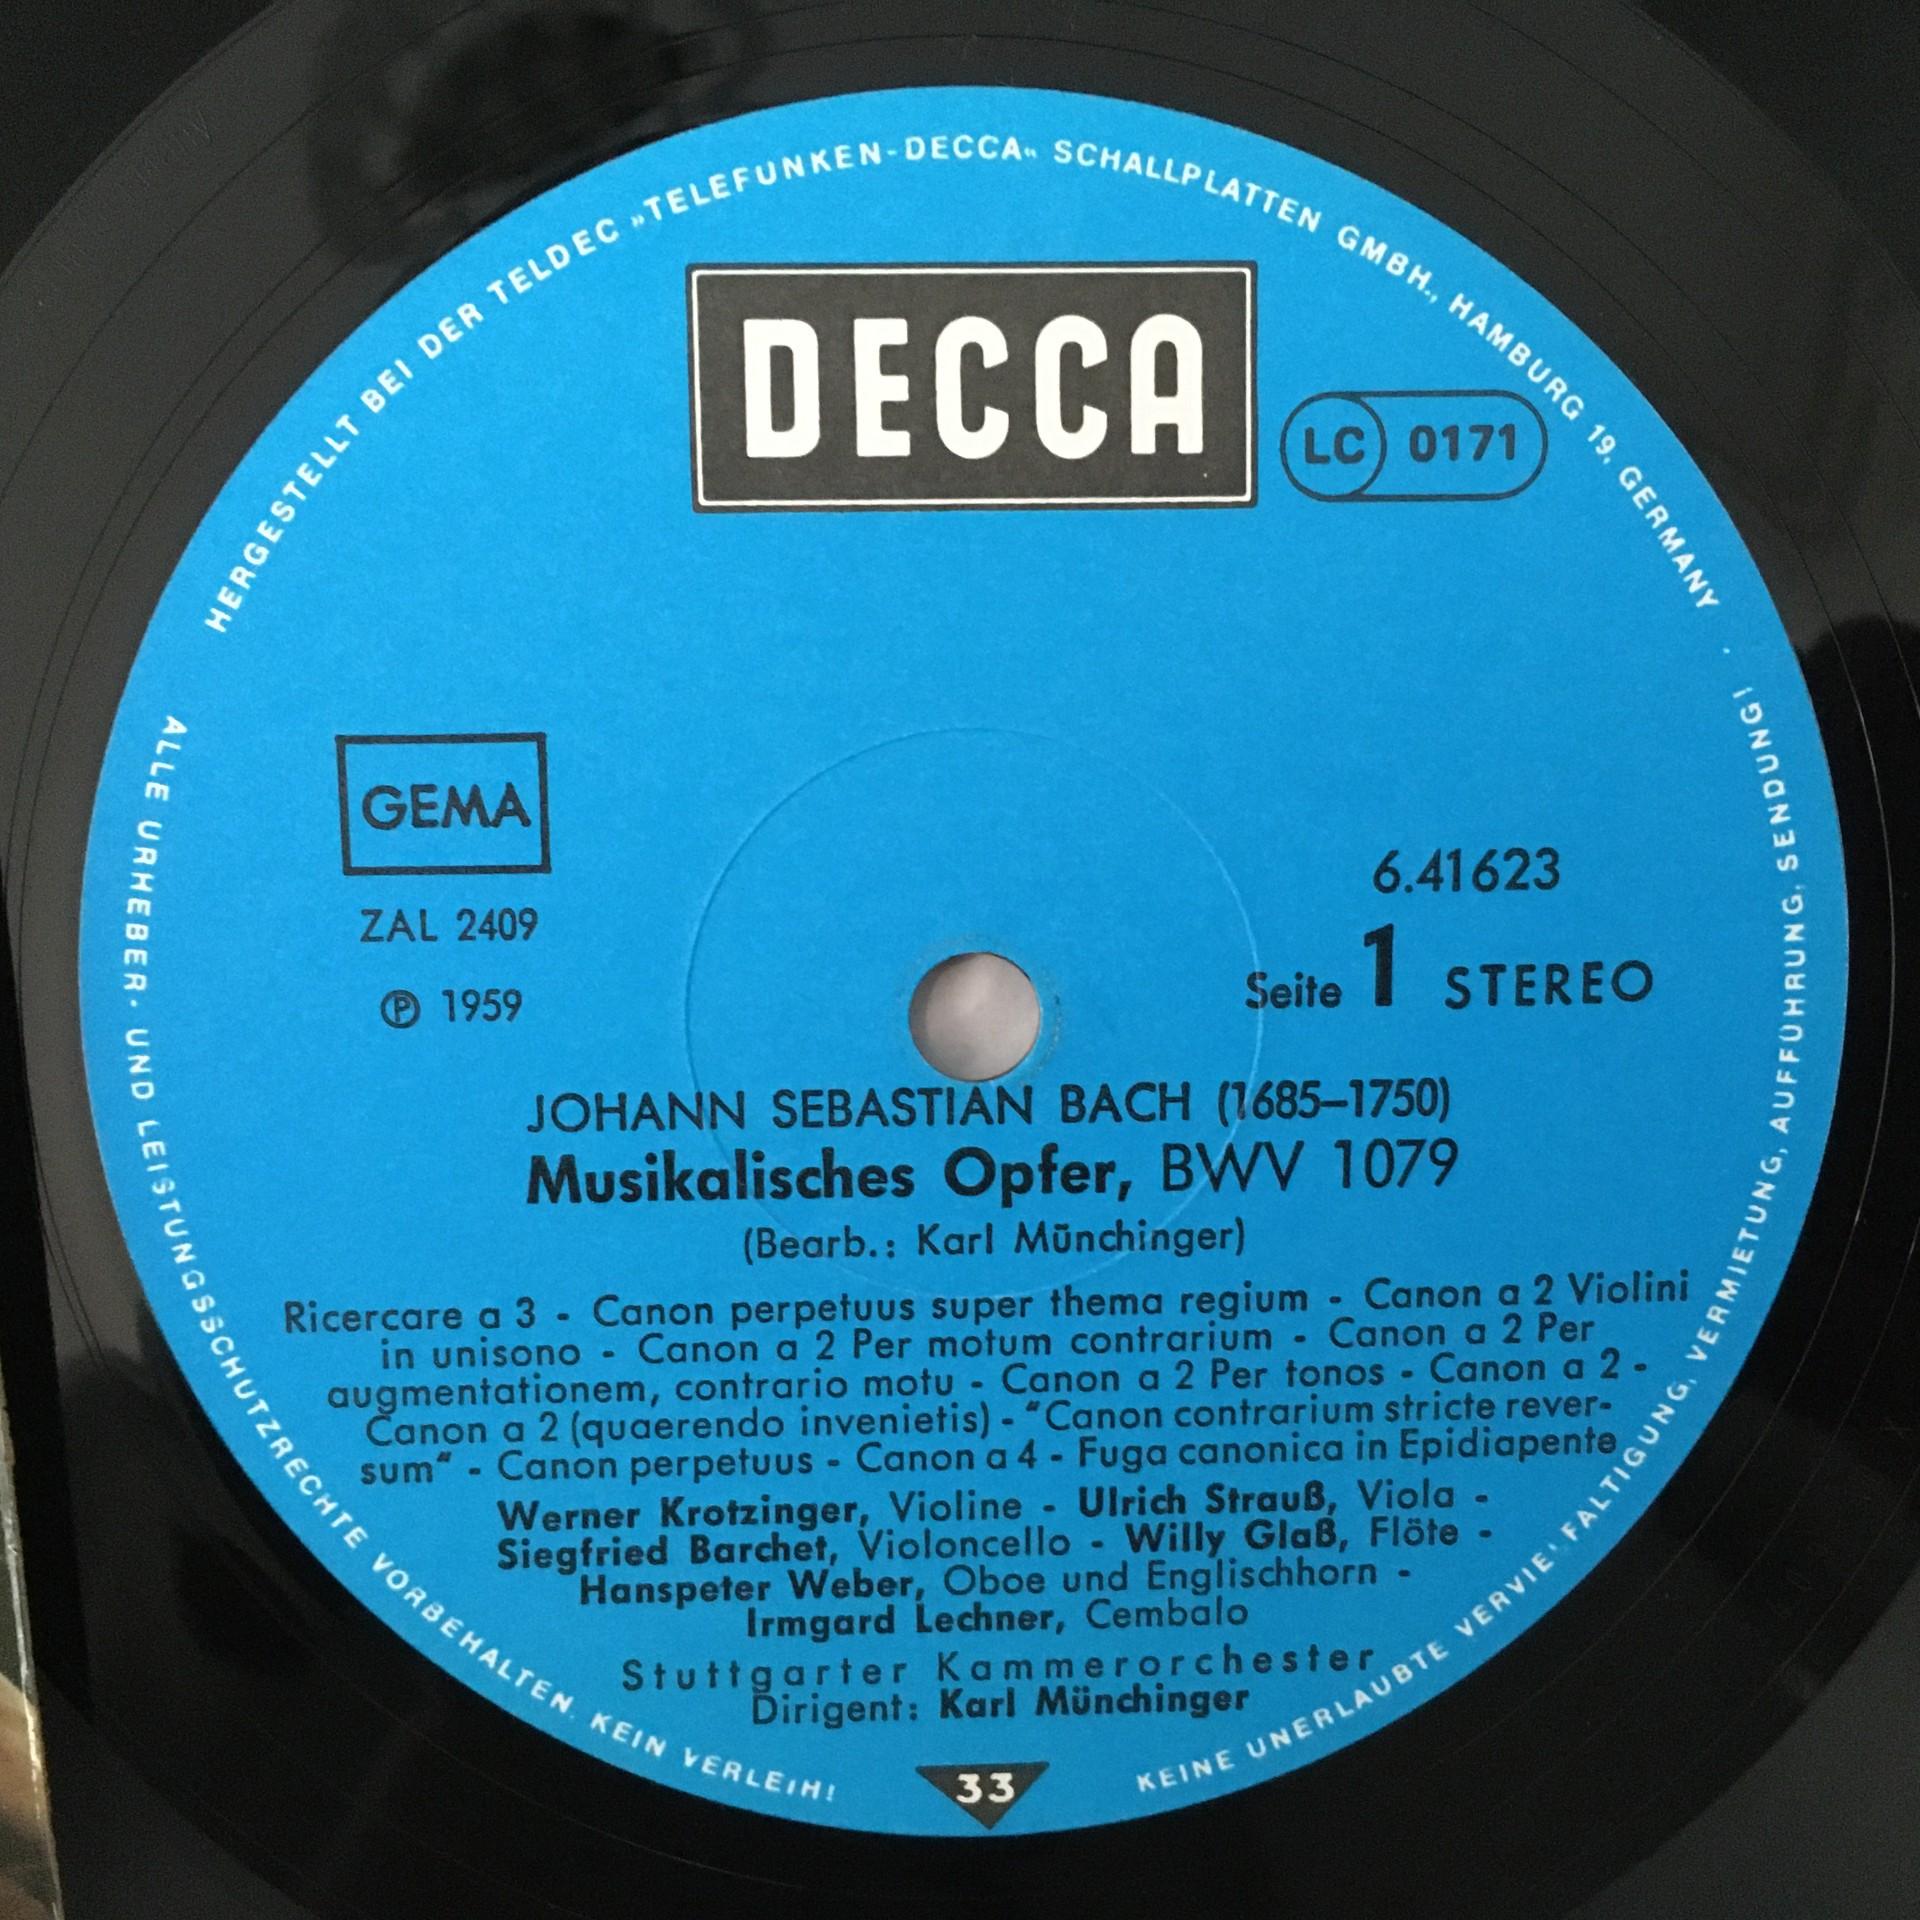 HERGESTELLT BEI DER TELDEC »TELEFUNKEN-DECCA« SCHALLPLATTEN GMBH., HAMBURG 19, GERMANY ·
DECCA
LC 0171
GEMA
ZAL 2409
Ⓟ 1959
6.41623
Seite 1 STEREO
JOHANN SEBASTIAN BACH (1685–1750)
Musikalisches Opfer, BWV 1079
(Bearb.: Karl Münchinger)
Ricercare a 3 - Canon perpetuus super thema regium - Canon a 2 Violini
in unisono - Canon a 2 Per motum contrarium - Canon a 2 Per
augmentationem, contrario motu - Canon a 2 Per tonos - Canon a 2 -
Canon a 2 (quaerendo invenietis) - "Canon contrarium stricte rever-
sum“ - Canon perpetuus - Canon a 4 - Fuga canonica in Epidiapente
Werner Krotzinger, Violine - Ulrich Strauß, Viola -
Siegfried Barchet, Violoncello - Willy Glaß, Flöte -
Hanspeter Weber, Oboe und Englischhorn -
Irmgard Lechner, Cembalo
Stuttgarter Kammerorchester
Dirigent: Karl Münchinger
33
ALLE URHEBER- UND LEISTUNGSSCHUTZRECHTE VORBEHALTEN. KEIN VERLEIH!
KEINE UNERLAUBTE VERVIELFALTIGUNG, VERMIETUNG, AUFFÜHRUNG, SENDUNG!